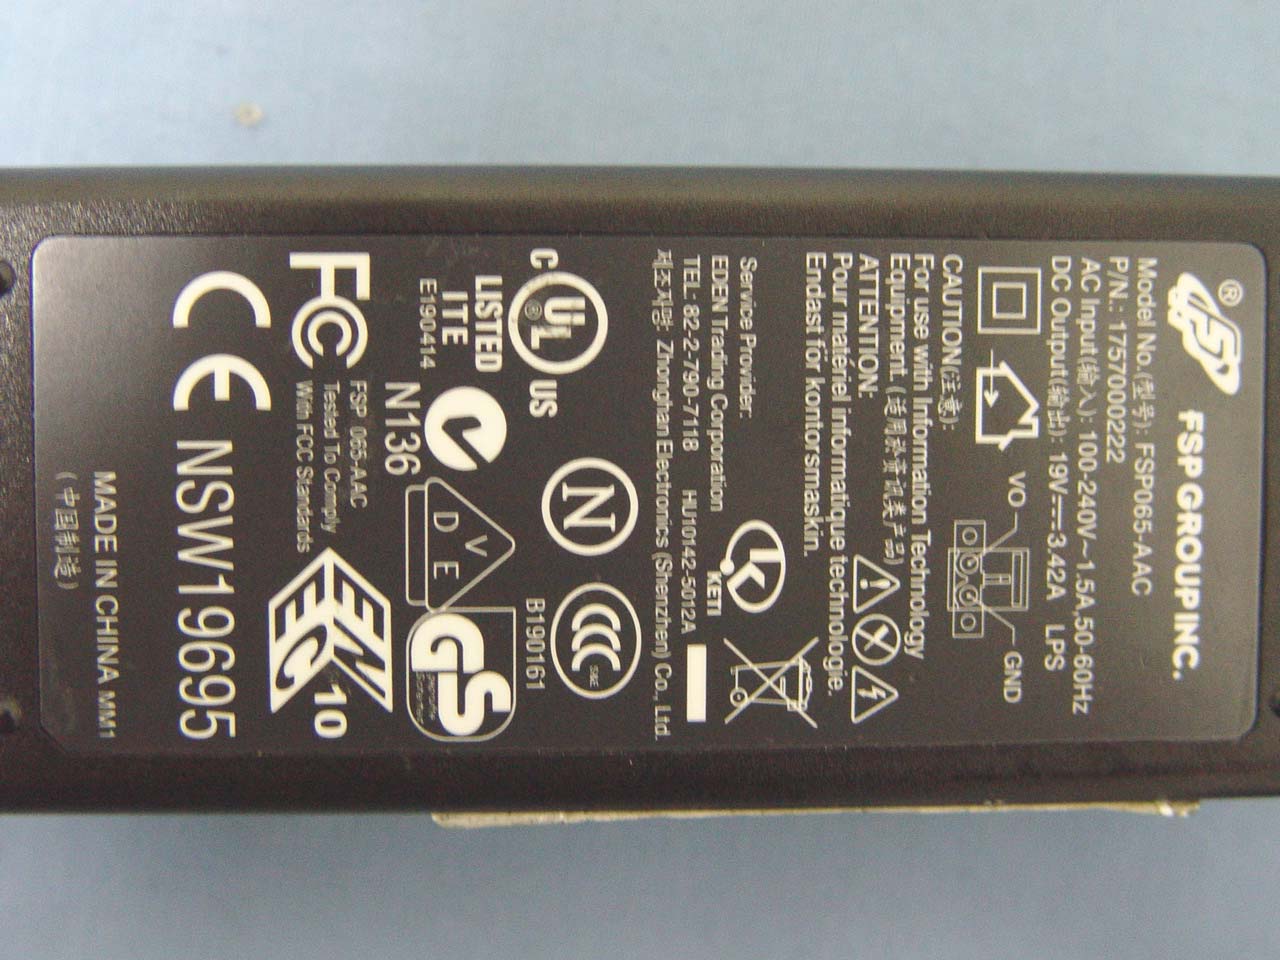 ®
FSP GROUP INC.
Model No.(型号): FSP065-AAC
P/N.: 1757000222
AC Input(输入): 100-240V~1.5A,50-60Hz
DC Output(输出): 19V⎓3.42A LPS
VO
GND
CAUTION(注意):
For use with Information Technology
Equipment. (适用於资讯类产品)
ATTENTION:
Pour matériel informatique technologie.
Endast för kontorsmaskin.
Service Provider:
EDEN Trading Corporation
TEL: 82-2-790-7118
HU10142-5012A
제조자명: Zhonghan Electronics (Shenzhen) Co., Ltd.
KETI
C UL ® US
LISTED
I T E
E190414
N
CCC
S&E
B190161
N136
D V E
GS
FC
FSP 065-AAC
Tested To Comply
With FCC Standards
10
CE NSW19695
MADE IN CHINA MM1
(中国制造)